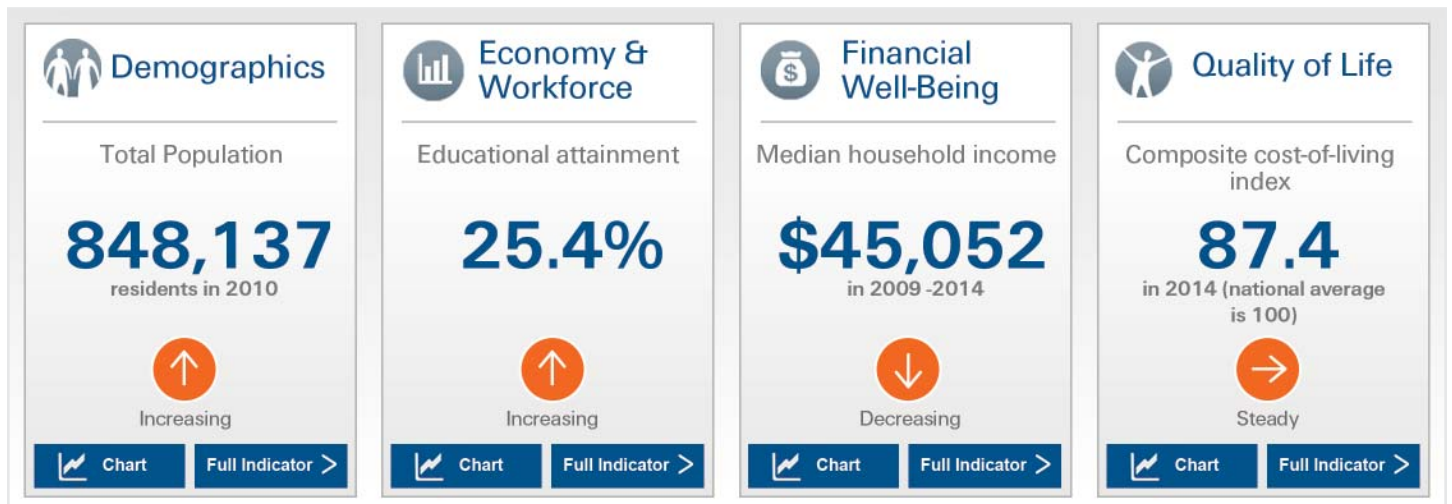 Demographics
Total Population
848,137
residents in 2010
Increasing
Chart
Full Indicator >
Economy &
Workforce
Educational attainment
25.4%
Increasing
Chart
Full Indicator >
Financial
Well-Being
Median household income
$45,052
in 2009 -2014
Decreasing
Chart
Full Indicator >
Quality of Life
Composite cost-of-living
index
87.4
in 2014 (national average
is 100)
Steady
Chart
Full Indicator >